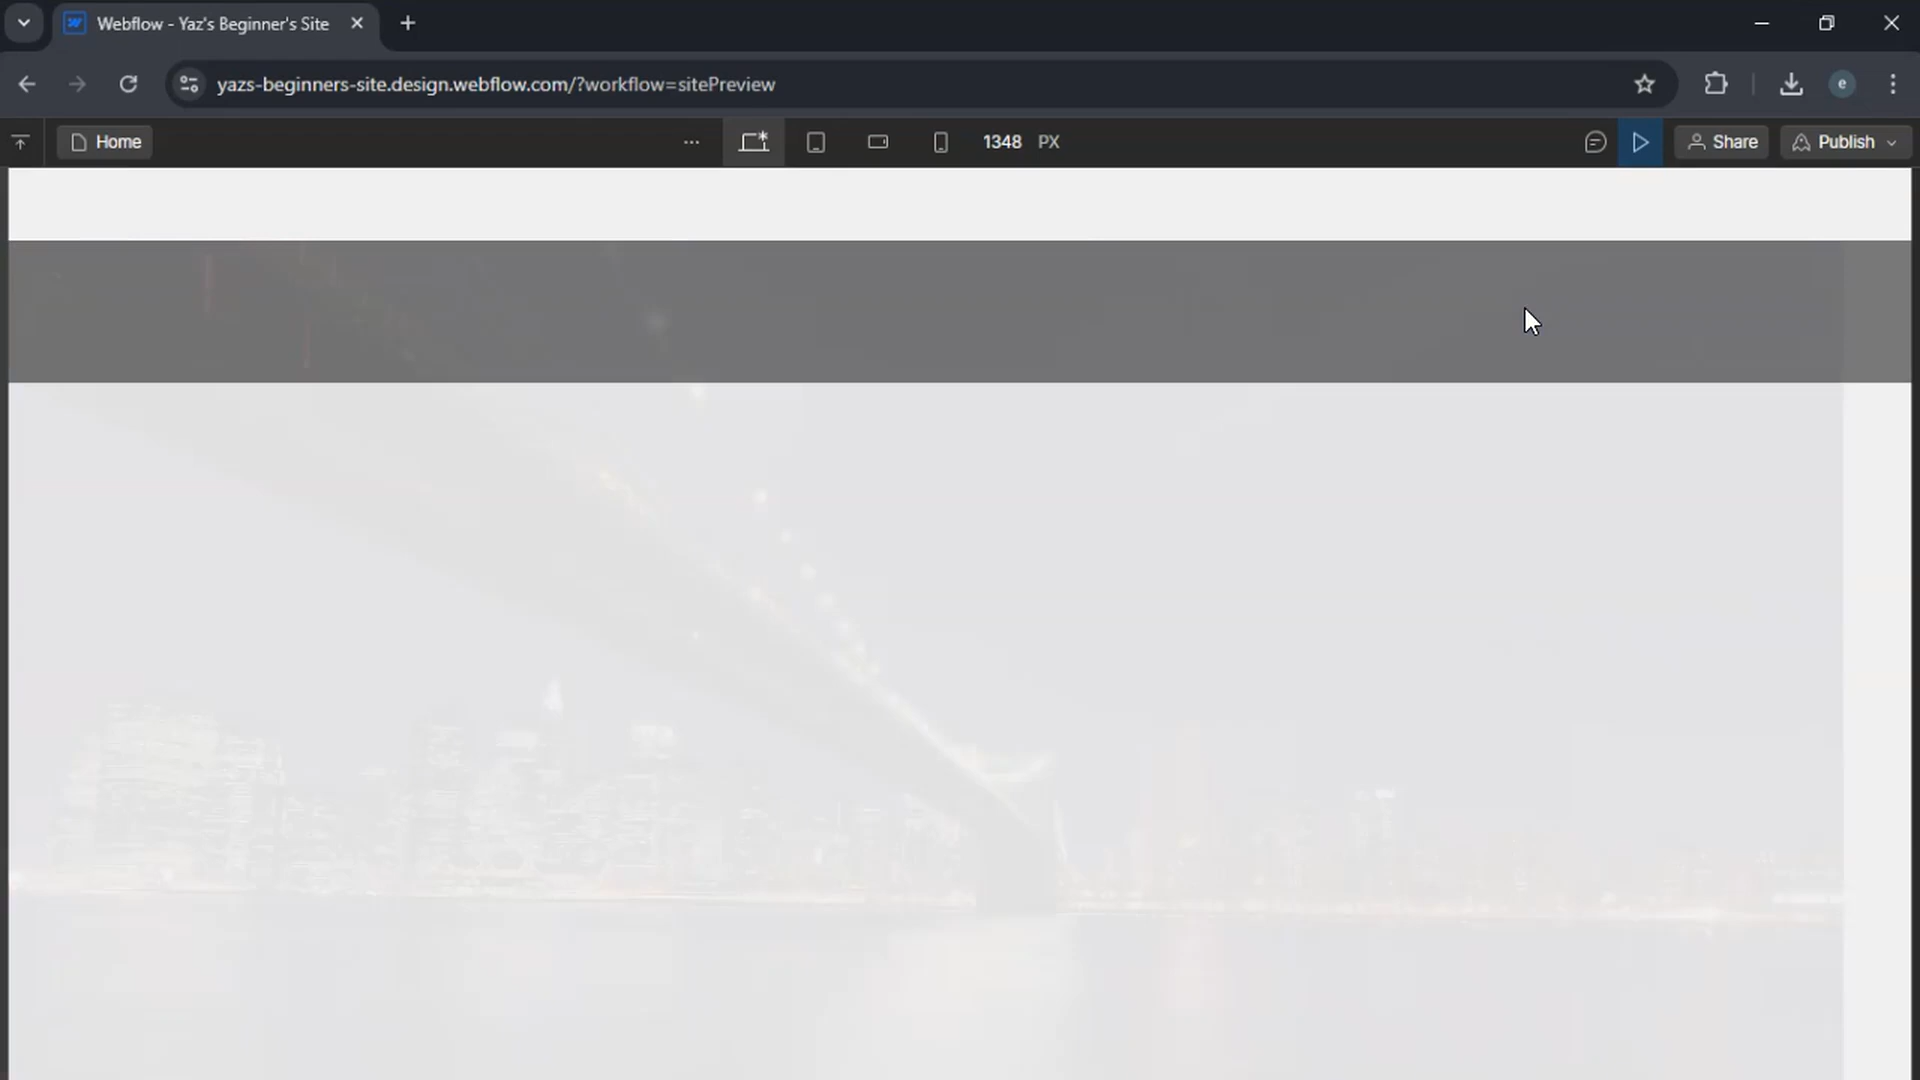 Webflow - Yaz's Beginner's Site
yazs-beginners-site.design.webflow.com/?workflow=sitePreview
e
Home
1348 PX
Share
Publish